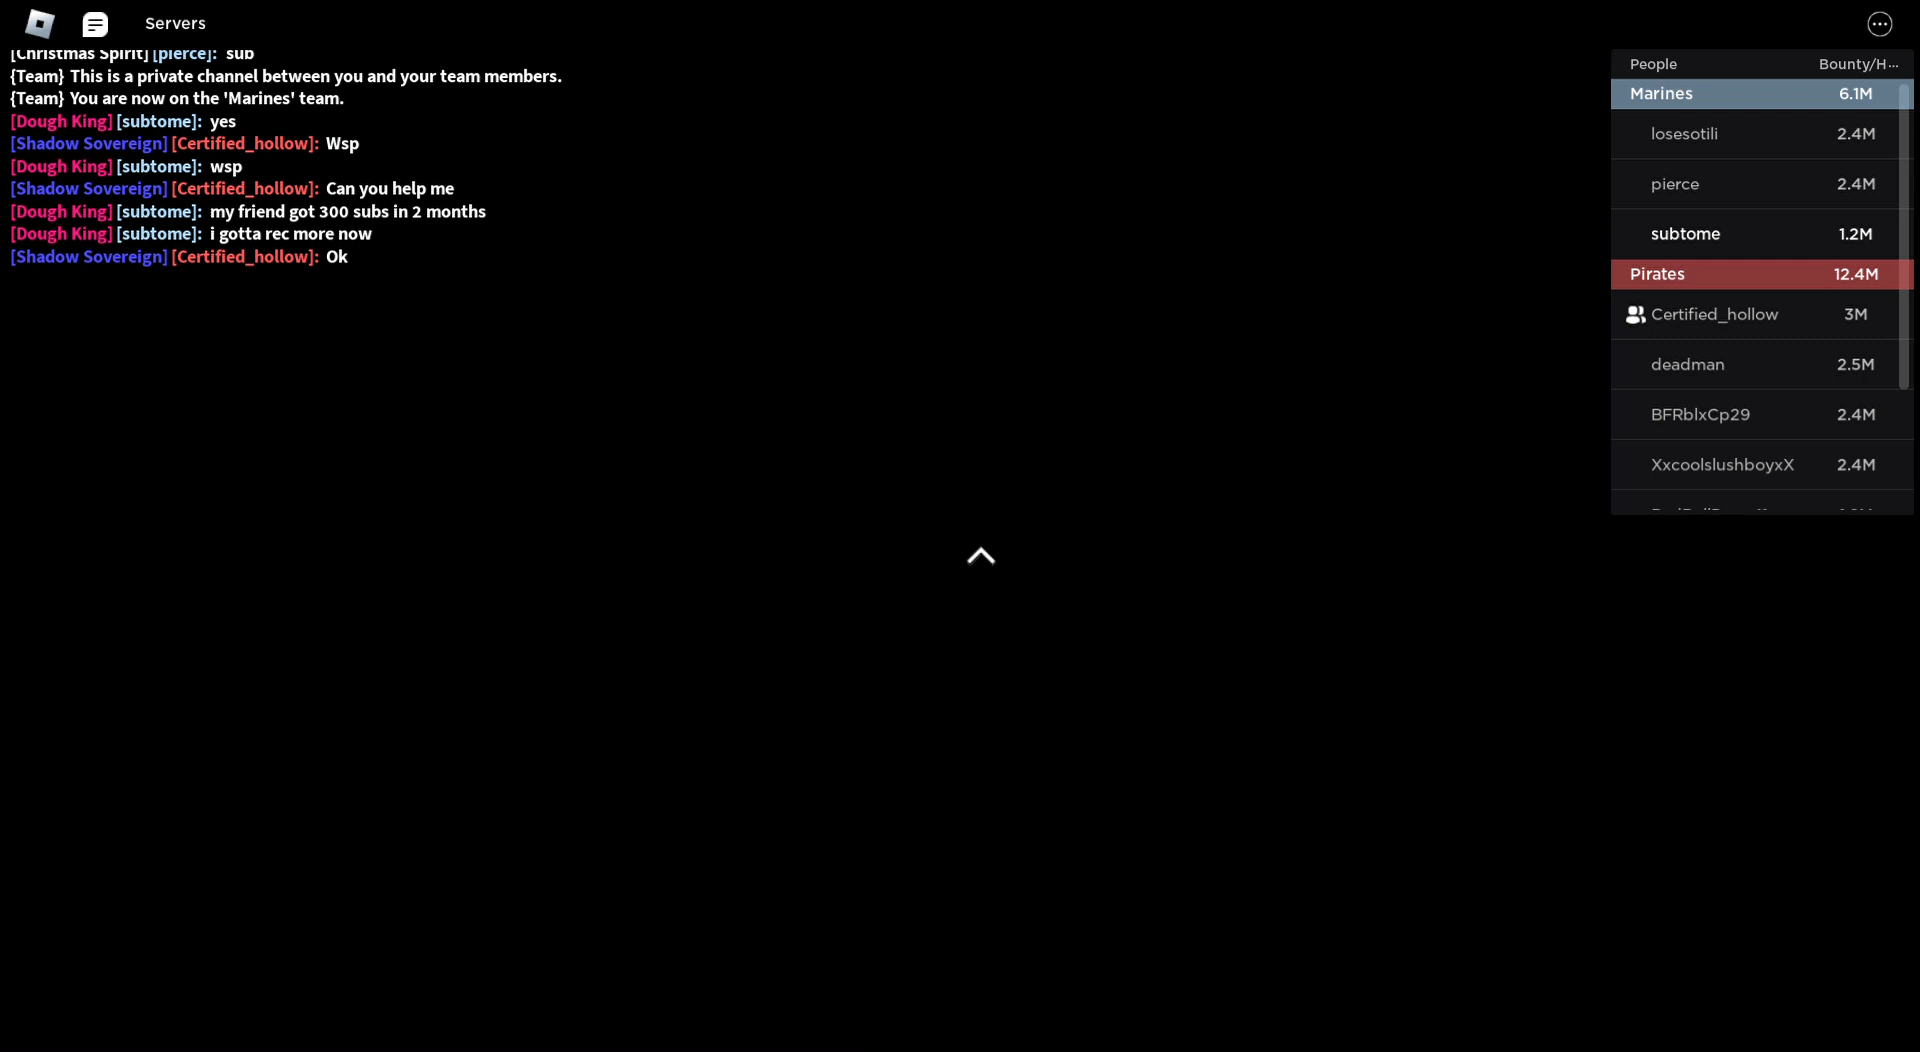 Servers
[Christmas Spirit] [pierce]: sub
{Team} This is a private channel between you and your team members.
{Team} You are now on the 'Marines' team.
[Dough King] [subtome]: yes
[Shadow Sovereign] [Certified_hollow]: Wsp
[Dough King] [subtome]: wsp
[Shadow Sovereign] [Certified_hollow]: Can you help me
[Dough King] [subtome]: my friend got 300 subs in 2 months
[Dough King] [subtome]: i gotta rec more now
[Shadow Sovereign] [Certified_hollow]: Ok
People Bounty/H...
Marines 6.1M
losesotili 2.4M
pierce 2.4M
subtome 1.2M
Pirates 12.4M
Certified_hollow 3M
deadman 2.5M
BFRblxCp29 2.4M
XxcoolslushboyxX 2.4M